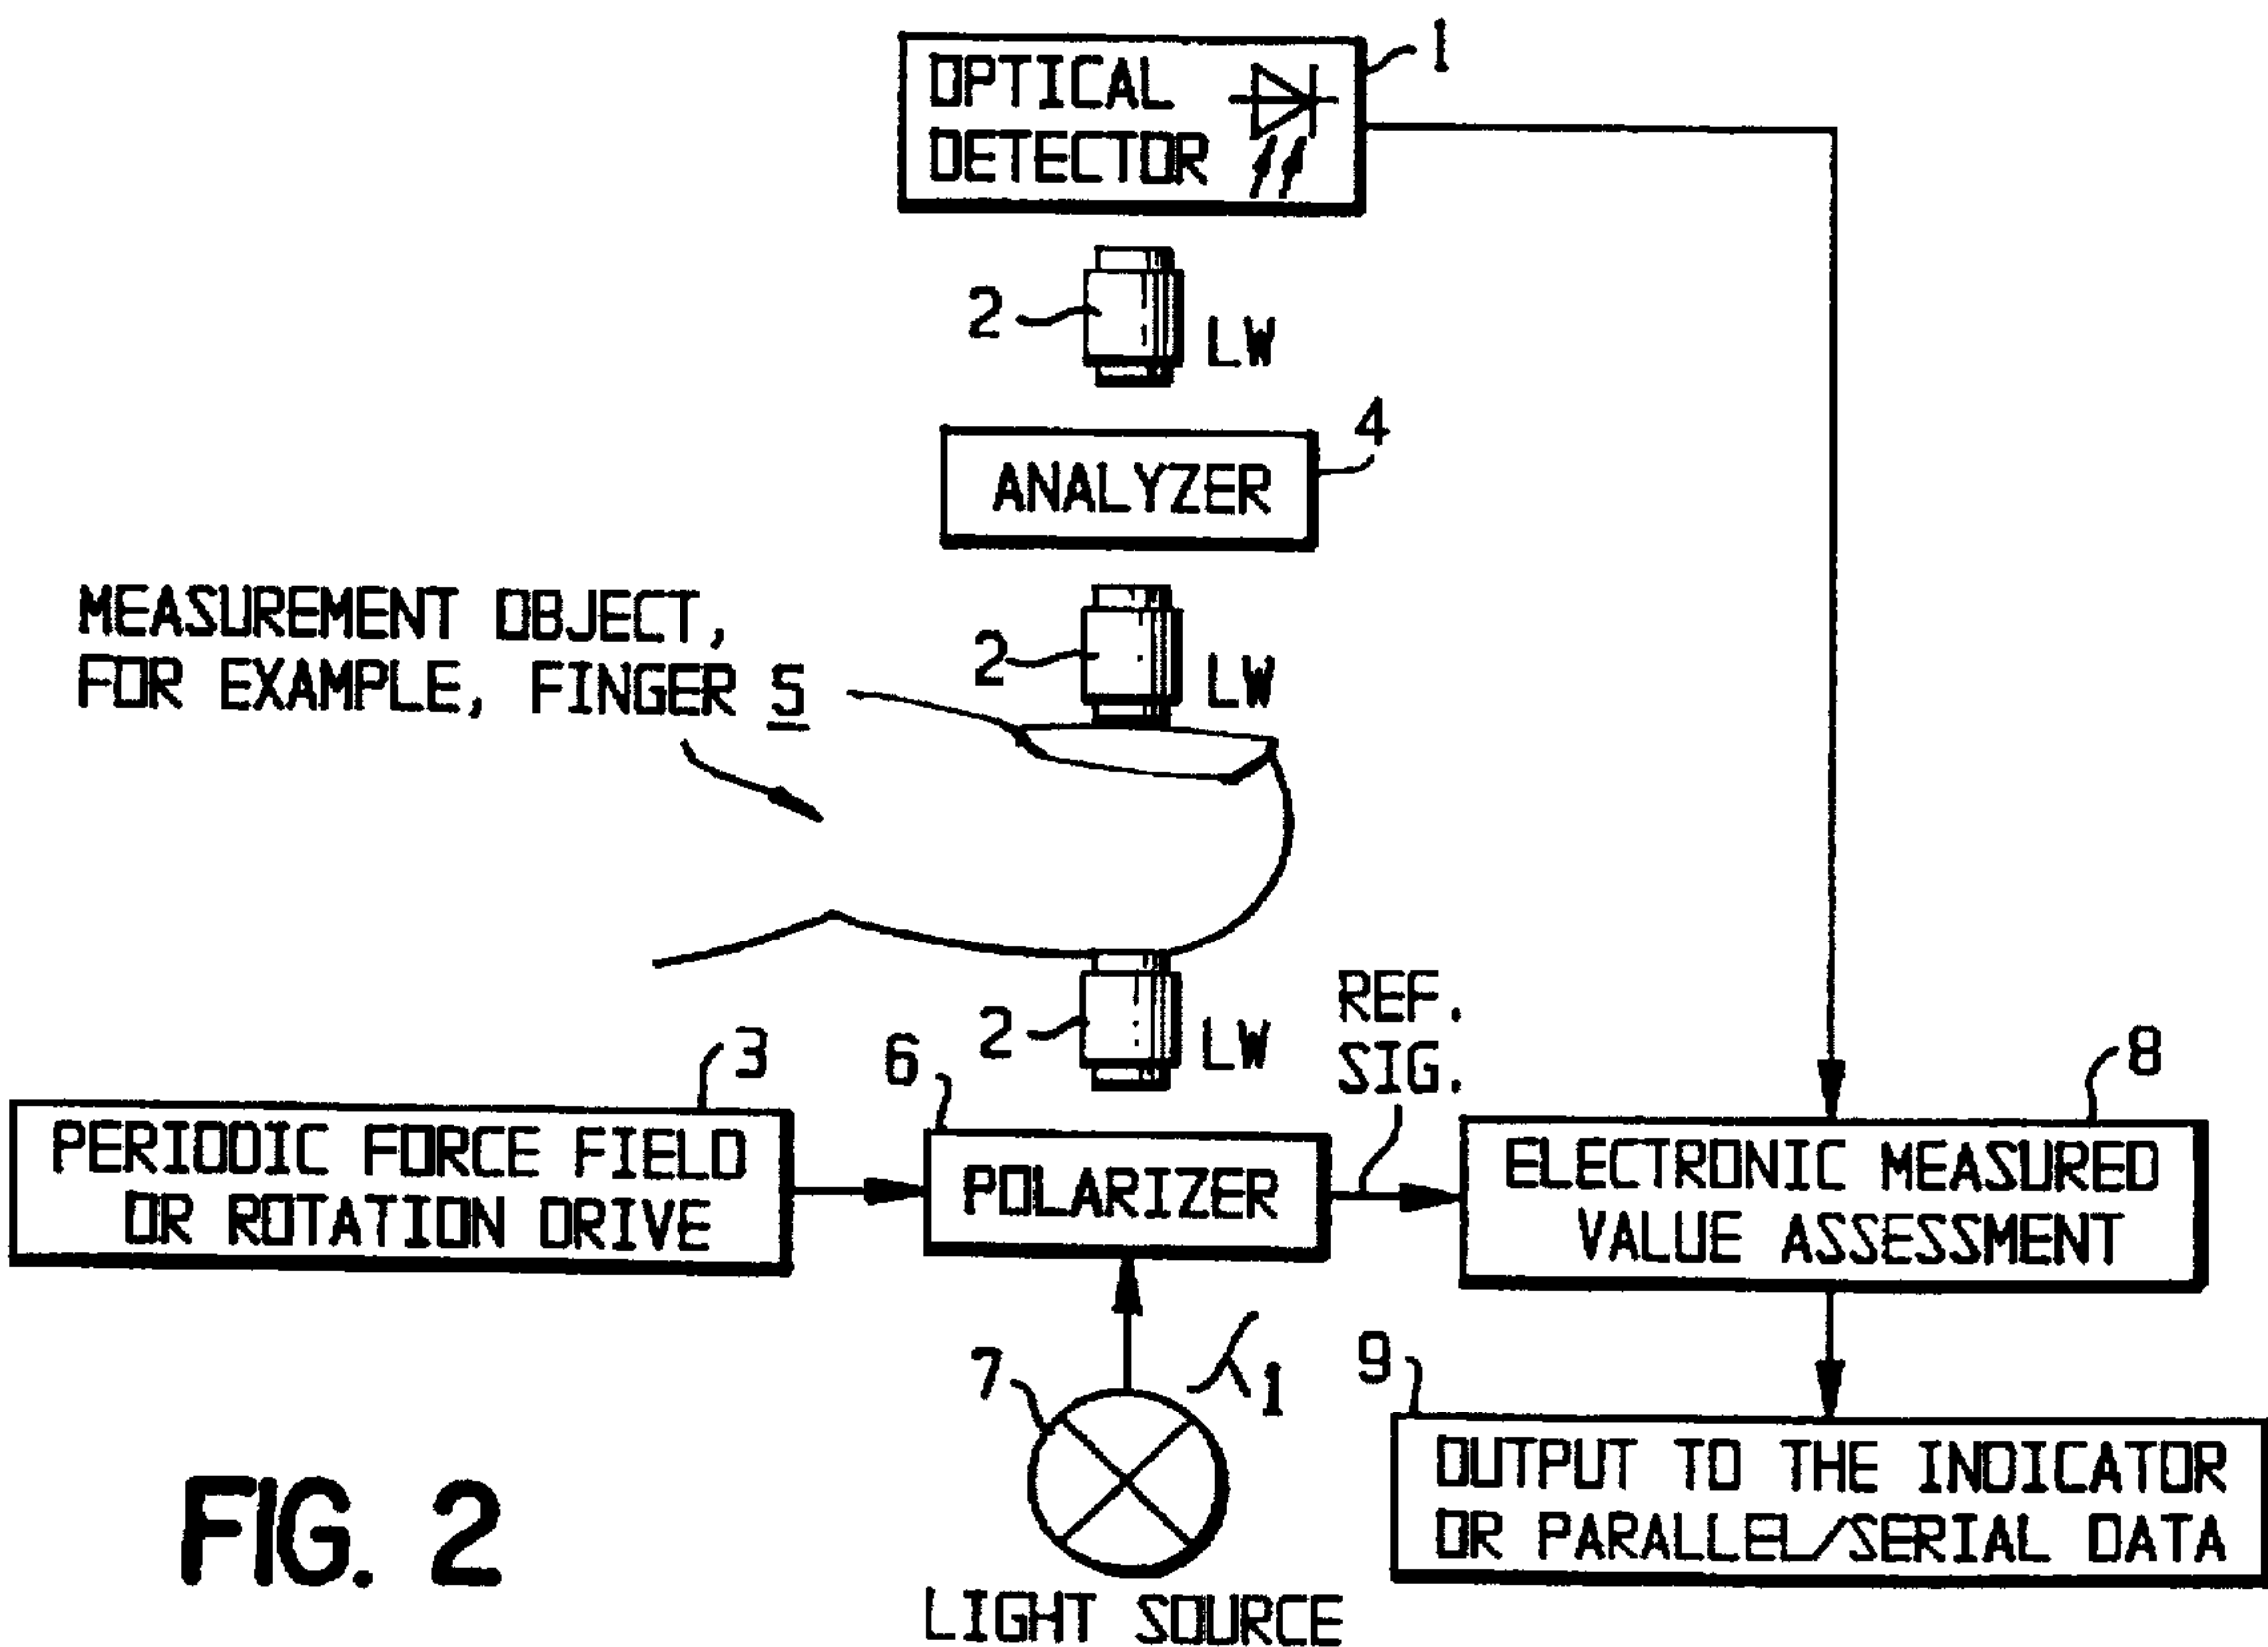 1
OPTICAL
DETECTOR
2
LW
4
ANALYZER
MEASUREMENT OBJECT,
FOR EXAMPLE, FINGER 5
2
LW
2
LW
REF.
SIG.
3
6
8
PERIODIC FORCE FIELD
OR ROTATION DRIVE
POLARIZER
ELECTRONIC MEASURED
VALUE ASSESSMENT
7
λ1
9
OUTPUT TO THE INDICATOR
OR PARALLEL/SERIAL DATA
LIGHT SOURCE
FIG. 2